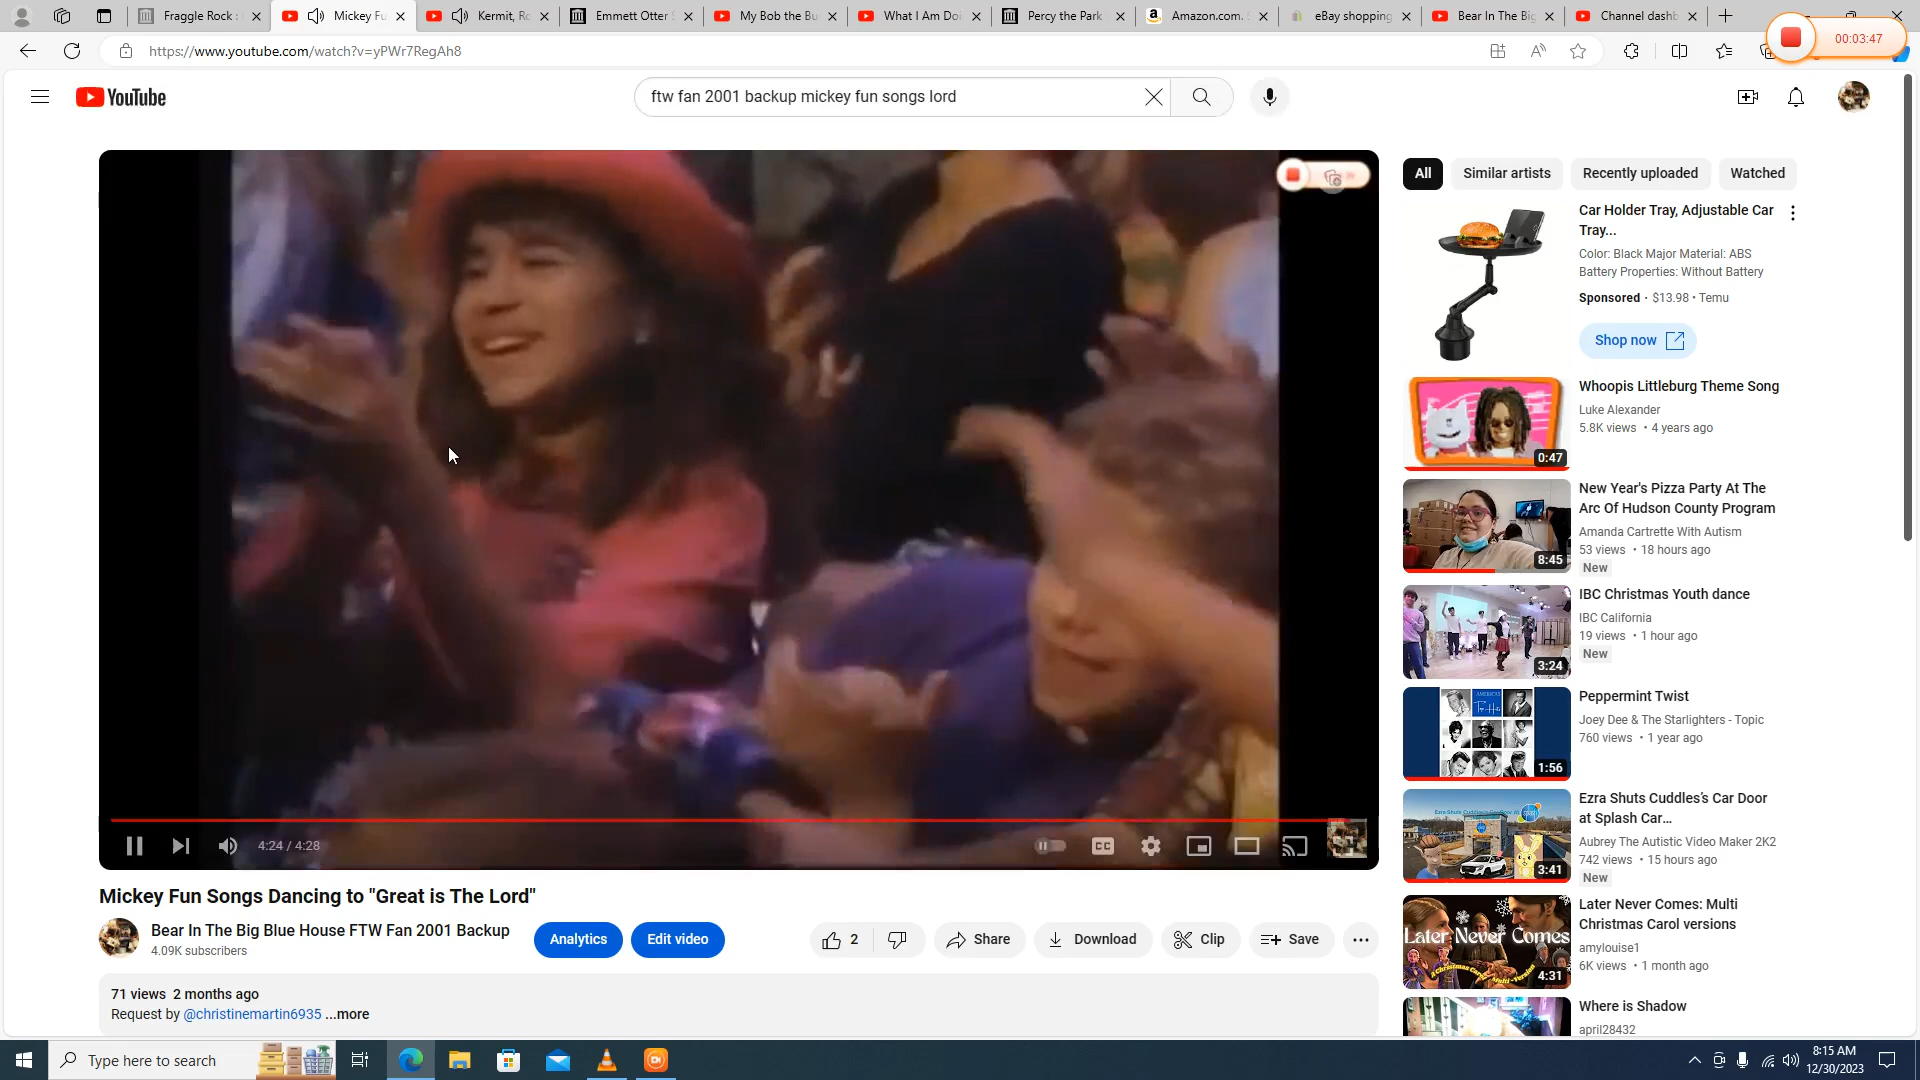 Fraggle Rock :
Mickey Fu
Kermit, Ro
Emmett Otter
My Bob the Bu
What I Am Doi
Percy the Park
Amazon.com.
eBay shopping
Bear In The Big
Channel dashb
https://www.youtube.com/watch?v=yPWr7RegAh8
00:03:47
YouTube
ftw fan 2001 backup mickey fun songs lord
All
Similar artists
Recently uploaded
Watched
Car Holder Tray, Adjustable Car
Tray...
Color: Black Major Material: ABS
Battery Properties: Without Battery
Sponsored · $13.98 • Temu
Shop now
Whoopis Littleburg Theme Song
Luke Alexander
5.8K views • 4 years ago
0:47
New Year's Pizza Party At The
Arc Of Hudson County Program
Amanda Cartrette With Autism
53 views • 18 hours ago
New
8:45
IBC Christmas Youth dance
IBC California
19 views • 1 hour ago
New
3:24
Peppermint Twist
Joey Dee & The Starlighters - Topic
760 views • 1 year ago
1:56
Ezra Shuts Cuddles's Car Door
at Splash Car...
Aubrey The Autistic Video Maker 2K2
742 views • 15 hours ago
New
3:41
Later Never Comes: Multi
Christmas Carol versions
amylouise1
6K views • 1 month ago
Later Never Comes
4:31
Where is Shadow
april28432
4:24 / 4:28
CC
Mickey Fun Songs Dancing to "Great is The Lord"
Bear In The Big Blue House FTW Fan 2001 Backup
4.09K subscribers
Analytics
Edit video
2
Share
Download
Clip
Save
71 views 2 months ago
Request by @christinemartin6935 ...more
Type here to search
8:15 AM
12/30/2023